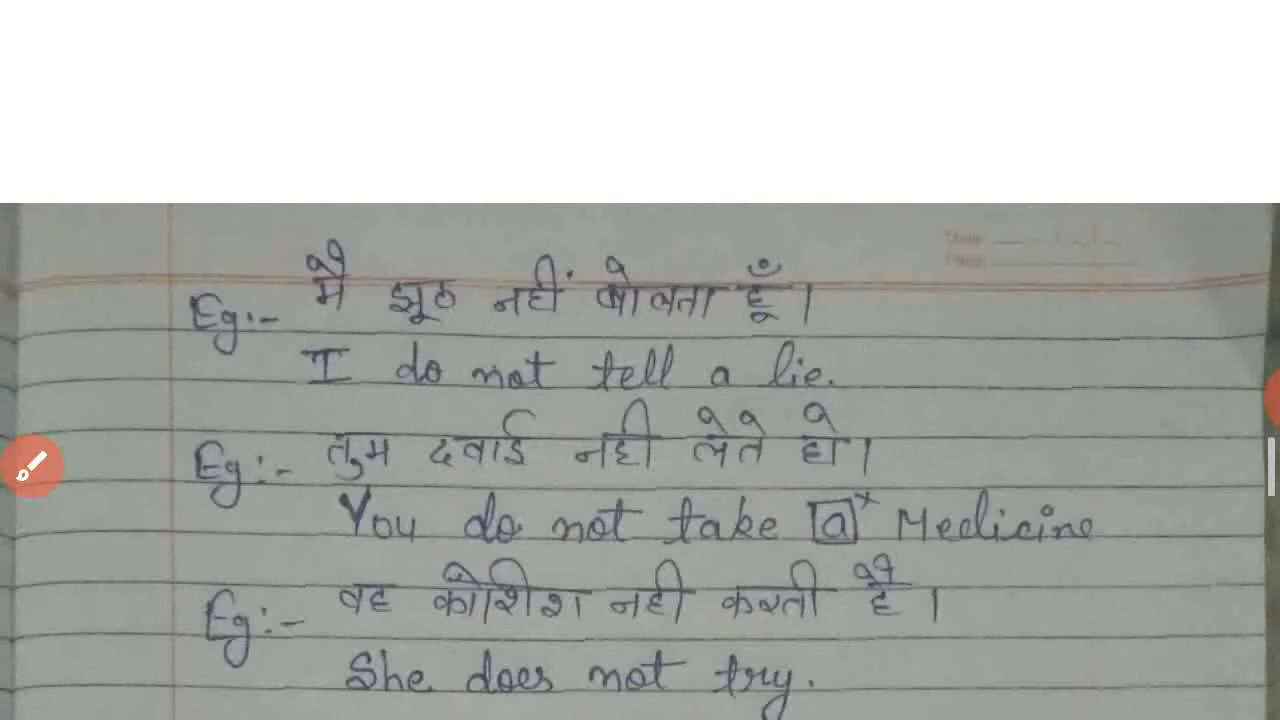 Date
Eg:- मै झूठ नहीं बोलता हूँ।
I do not tell a lie.
Eg:- तुम दवाई नही लेते हो।
You do not take a x Medicine
Eg:- वह कोशिश नही करती है।
She does not try.